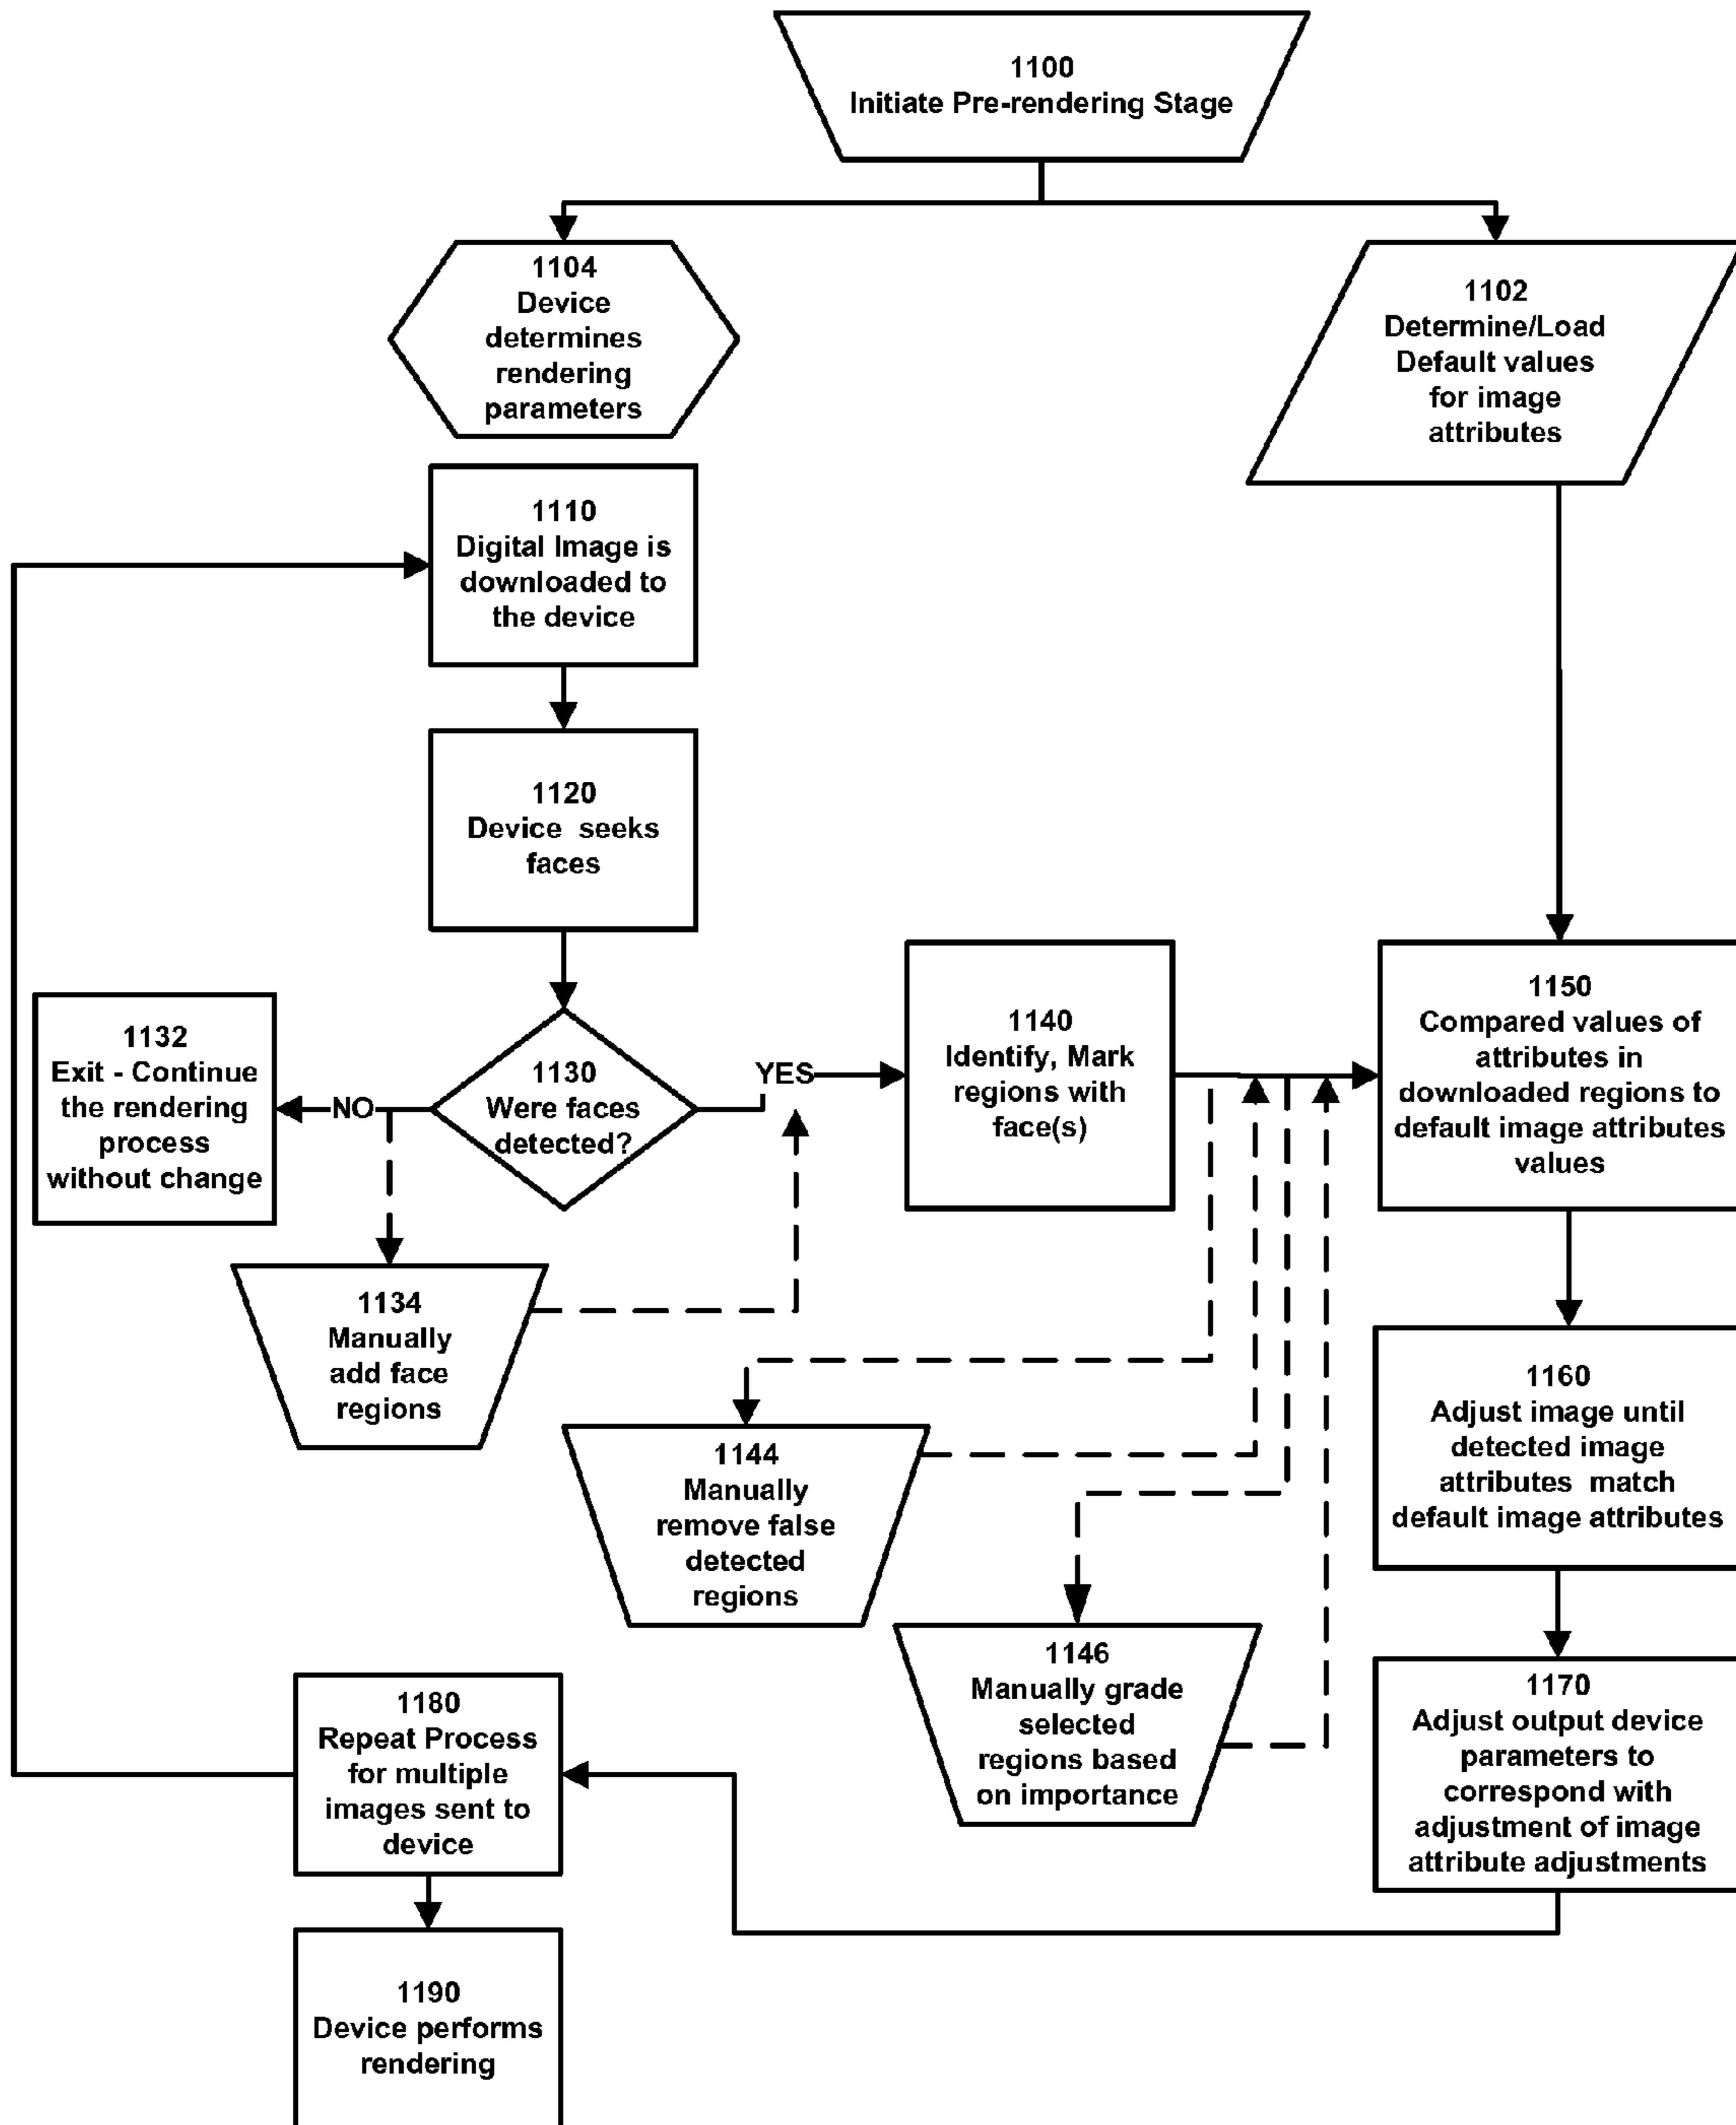 1100
Initiate Pre-rendering Stage
1104
Device
determines
rendering
parameters
1102
Determine/Load
Default values
for image
attributes
1110
Digital Image is
downloaded to
the device
1120
Device seeks
faces
1132
Exit - Continue
the rendering
process
without change
NO
1130
Were faces
detected?
YES
1140
Identify, Mark
regions with
face(s)
1150
Compared values of
attributes in
downloaded regions to
default image attributes
values
1134
Manually
add face
regions
1144
Manually
remove false
detected
regions
1160
Adjust image until
detected image
attributes match
default image attributes
1146
Manually grade
selected
regions based
on importance
1170
Adjust output device
parameters to
correspond with
adjustment of image
attribute adjustments
1180
Repeat Process
for multiple
images sent to
device
1190
Device performs
rendering